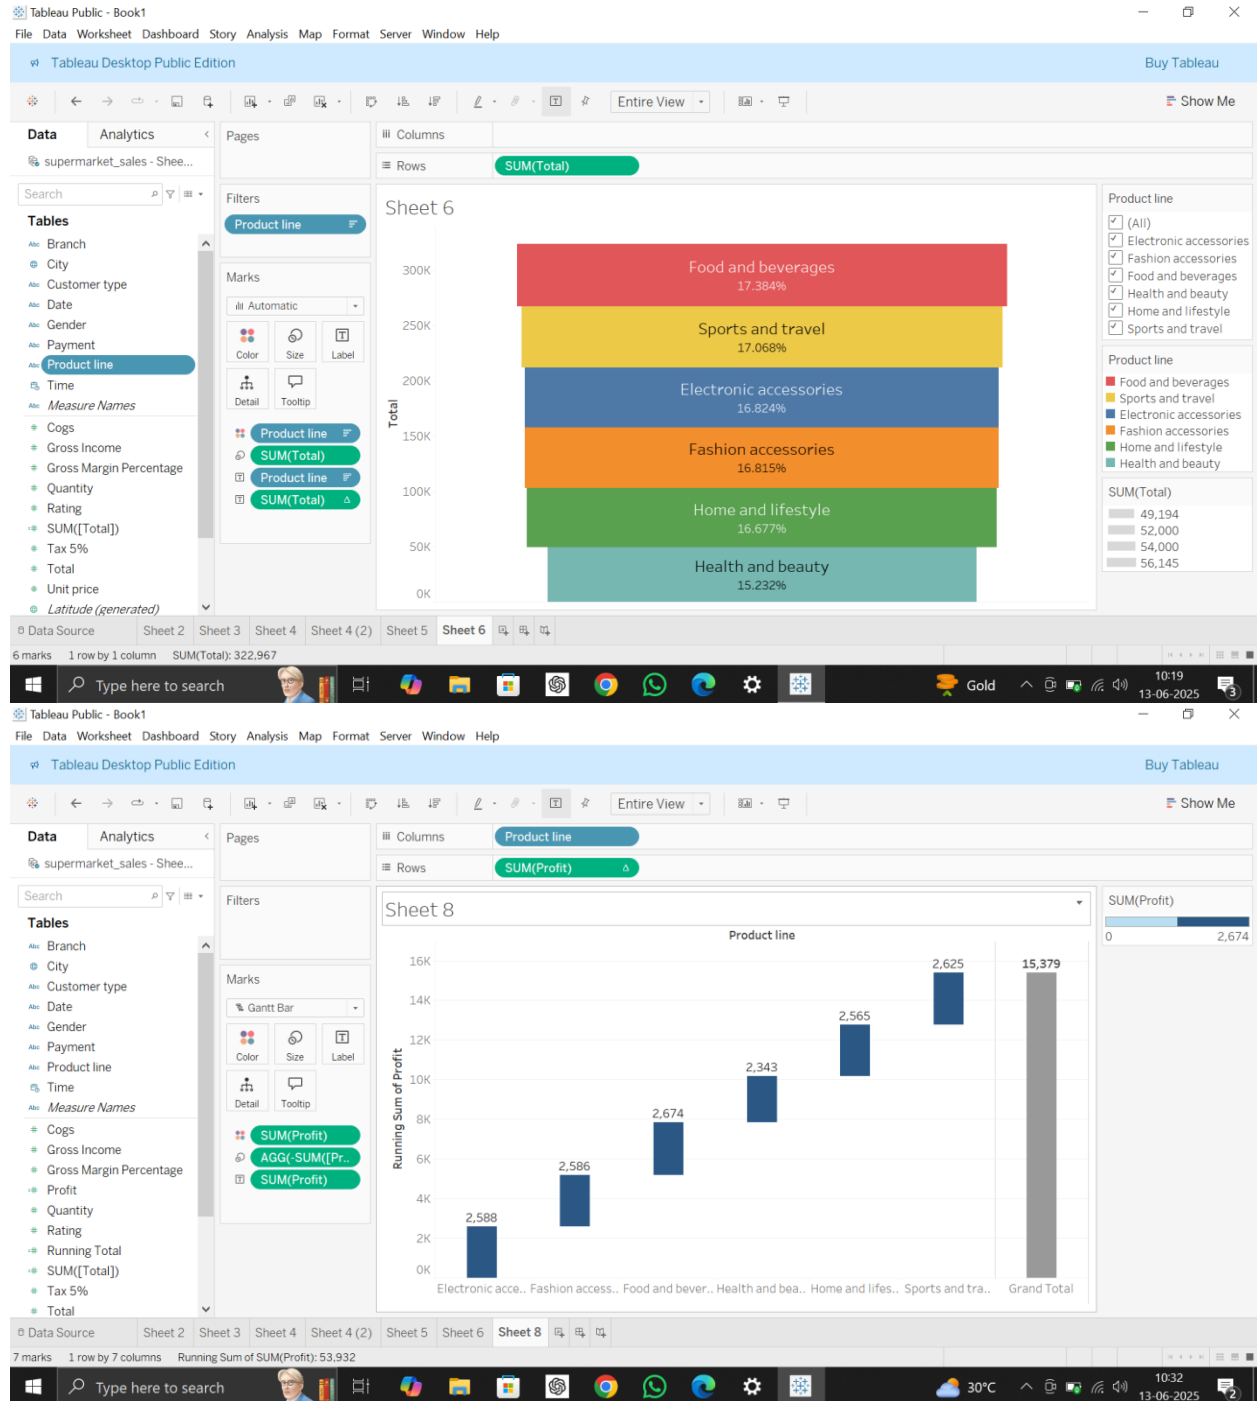 Tableau Public - Book1
File Data Worksheet Dashboard Story Analysis Map Format Server Window Help
Tableau Desktop Public Edition
Buy Tableau
Entire View
Show Me
Data Analytics
Pages
Columns
supermarket_sales - Shee...
Rows
SUM(Total)
Search
Filters
Product line
Tables
Abc Branch
City
Abc Customer type
Abc Date
Abc Gender
Abc Payment
Abc Product line
Time
Abc Measure Names
Cogs
Gross Income
Gross Margin Percentage
Quantity
Rating
SUM([Total])
Tax 5%
Total
Unit price
Latitude (generated)
Marks
Automatic
Color Size Label
Detail Tooltip
Product line
SUM(Total)
Product line
SUM(Total)
Sheet 6
Total
300K
250K
200K
150K
100K
50K
0K
Food and beverages
17.384%
Sports and travel
17.068%
Electronic accessories
16.824%
Fashion accessories
16.815%
Home and lifestyle
16.677%
Health and beauty
15.232%
Product line
(All)
Electronic accessories
Fashion accessories
Food and beverages
Health and beauty
Home and lifestyle
Sports and travel
Product line
Food and beverages
Sports and travel
Electronic accessories
Fashion accessories
Home and lifestyle
Health and beauty
SUM(Total)
49,194
52,000
54,000
56,145
Data Source Sheet 2 Sheet 3 Sheet 4 Sheet 4 (2) Sheet 5 Sheet 6
6 marks 1 row by 1 column SUM(Total): 322,967
Type here to search
Gold
10:19
13-06-2025
3
Tableau Public - Book1
File Data Worksheet Dashboard Story Analysis Map Format Server Window Help
Tableau Desktop Public Edition
Buy Tableau
Entire View
Show Me
Data Analytics
Pages
Columns
Product line
supermarket_sales - Shee...
Rows
SUM(Profit)
Search
Filters
Tables
Abc Branch
City
Abc Customer type
Abc Date
Abc Gender
Abc Payment
Abc Product line
Time
Abc Measure Names
Cogs
Gross Income
Gross Margin Percentage
Profit
Quantity
Rating
Running Total
SUM([Total])
Tax 5%
Total
Marks
Gantt Bar
Color Size Label
Detail Tooltip
SUM(Profit)
AGG(-SUM([Pr..
SUM(Profit)
Sheet 8
Product line
Running Sum of Profit
16K
14K
12K
10K
8K
6K
4K
2K
0K
2,588
2,586
2,674
2,343
2,565
2,625
15,379
Electronic acce.. Fashion access.. Food and bever.. Health and bea.. Home and lifes.. Sports and tra.. Grand Total
SUM(Profit)
0 2,674
Data Source Sheet 2 Sheet 3 Sheet 4 Sheet 4 (2) Sheet 5 Sheet 6 Sheet 8
7 marks 1 row by 7 columns Running Sum of SUM(Profit): 53,932
Type here to search
30°C
10:32
13-06-2025
2